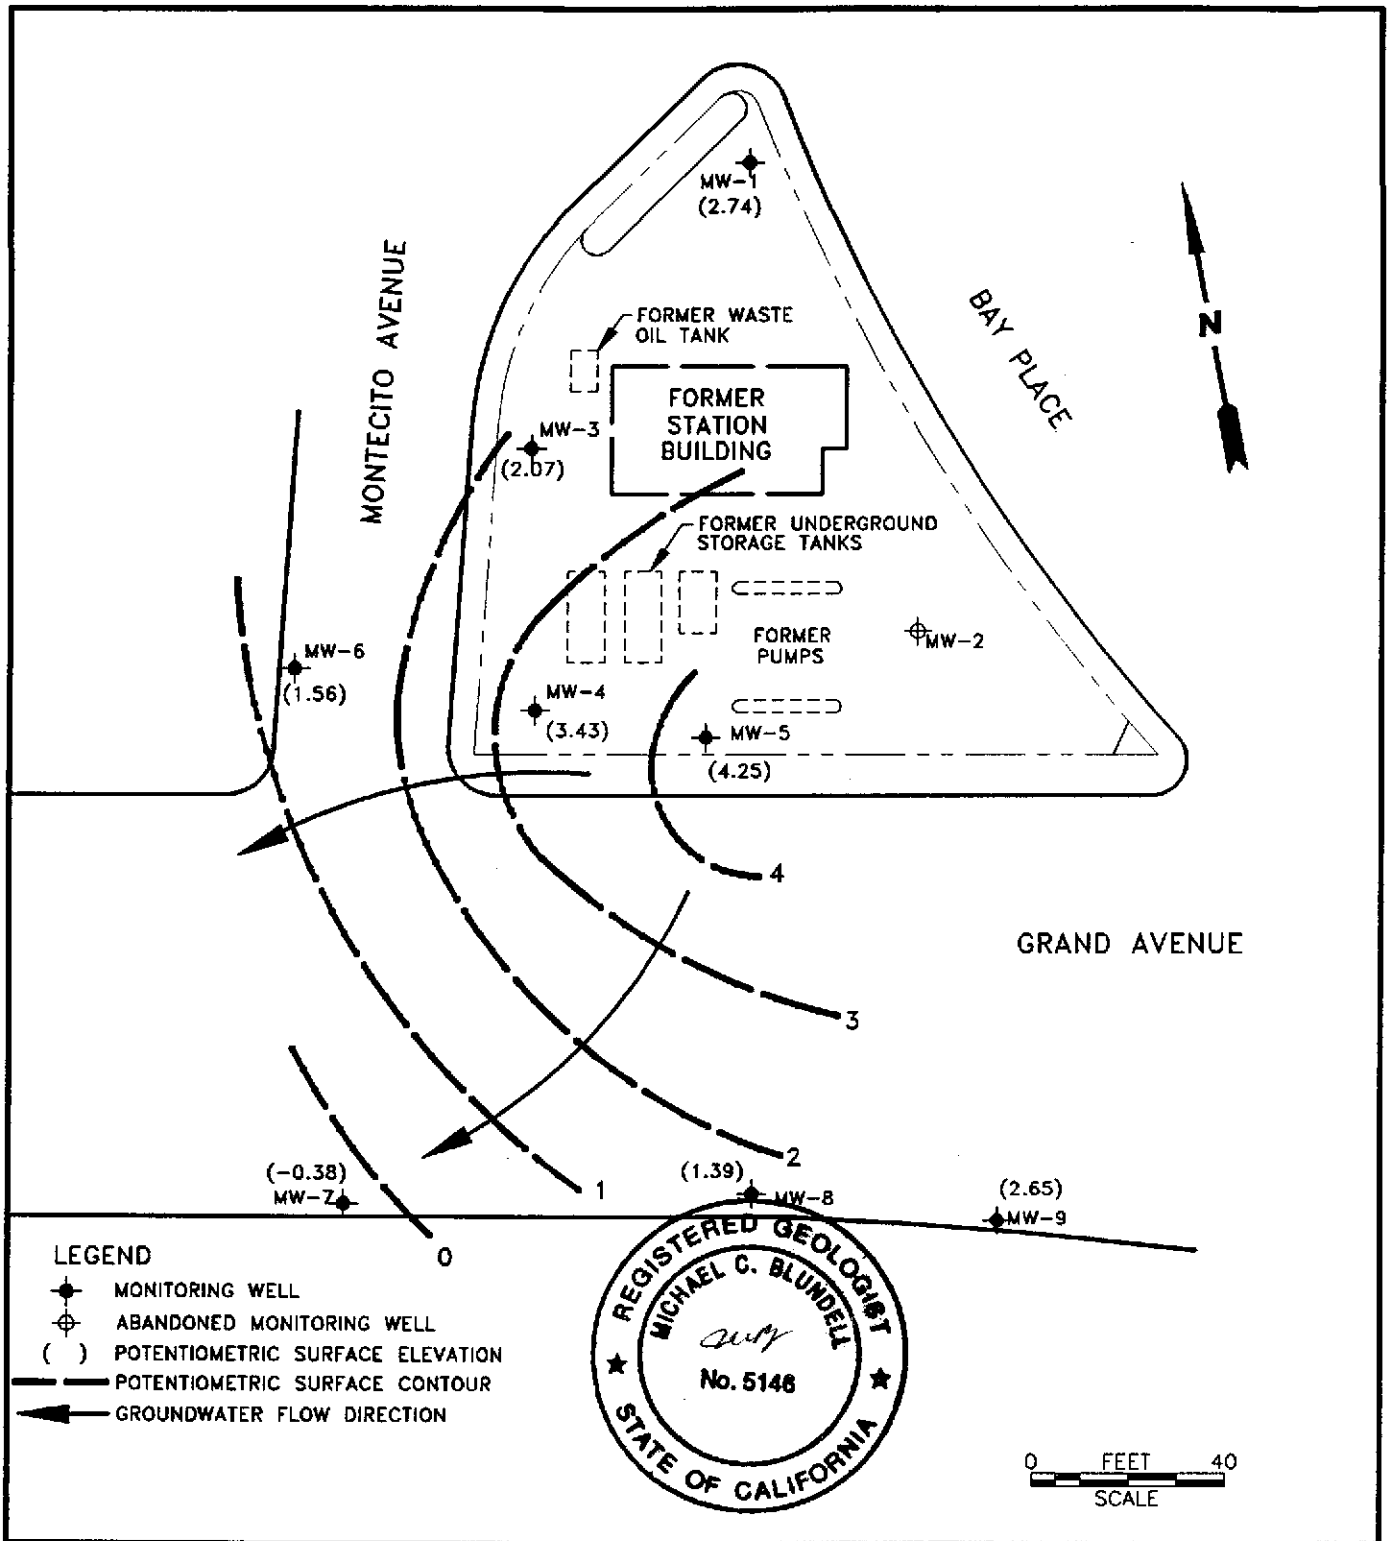 MW-1
(2.74)
MONTECITO AVENUE
BAY PLACE
N
FORMER WASTE
OIL TANK
FORMER
STATION
BUILDING
MW-3
(2.07)
FORMER UNDERGROUND
STORAGE TANKS
FORMER
PUMPS
MW-2
MW-6
(1.56)
MW-4
(3.43)
MW-5
(4.25)
4
GRAND AVENUE
3
2
1
0
(-0.38)
MW-7
(1.39)
MW-8
(2.65)
MW-9
LEGEND
MONITORING WELL
ABANDONED MONITORING WELL
( ) POTENTIOMETRIC SURFACE ELEVATION
POTENTIOMETRIC SURFACE CONTOUR
GROUNDWATER FLOW DIRECTION
REGISTERED GEOLOGIST
MICHAEL C. BLUNDELL
No. 5146
STATE OF CALIFORNIA
0 FEET 40
SCALE